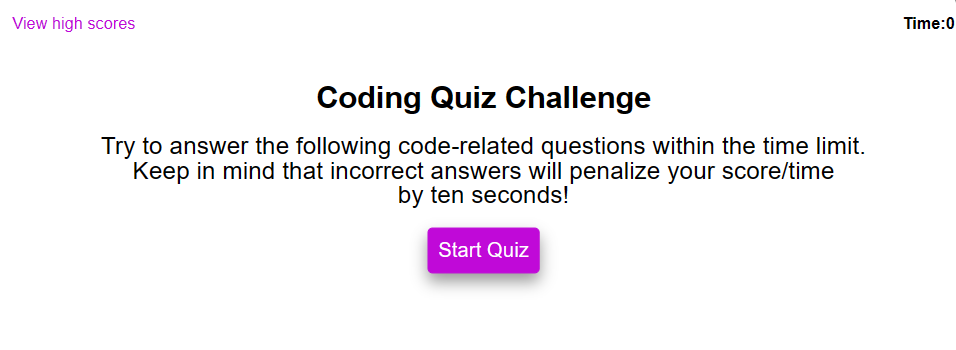 View high scores
Time:0
Coding Quiz Challenge
Try to answer the following code-related questions within the time limit.
Keep in mind that incorrect answers will penalize your score/time
by ten seconds!
Start Quiz